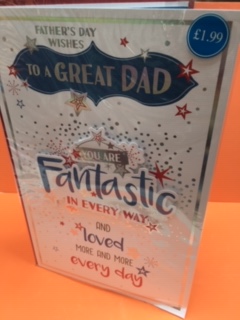 FATHER'S DAY
WISHES
£1.99
TO A GREAT DAD
YOU ARE
Fantastic
IN EVERY WAY
AND
loved
MORE AND MORE
every day